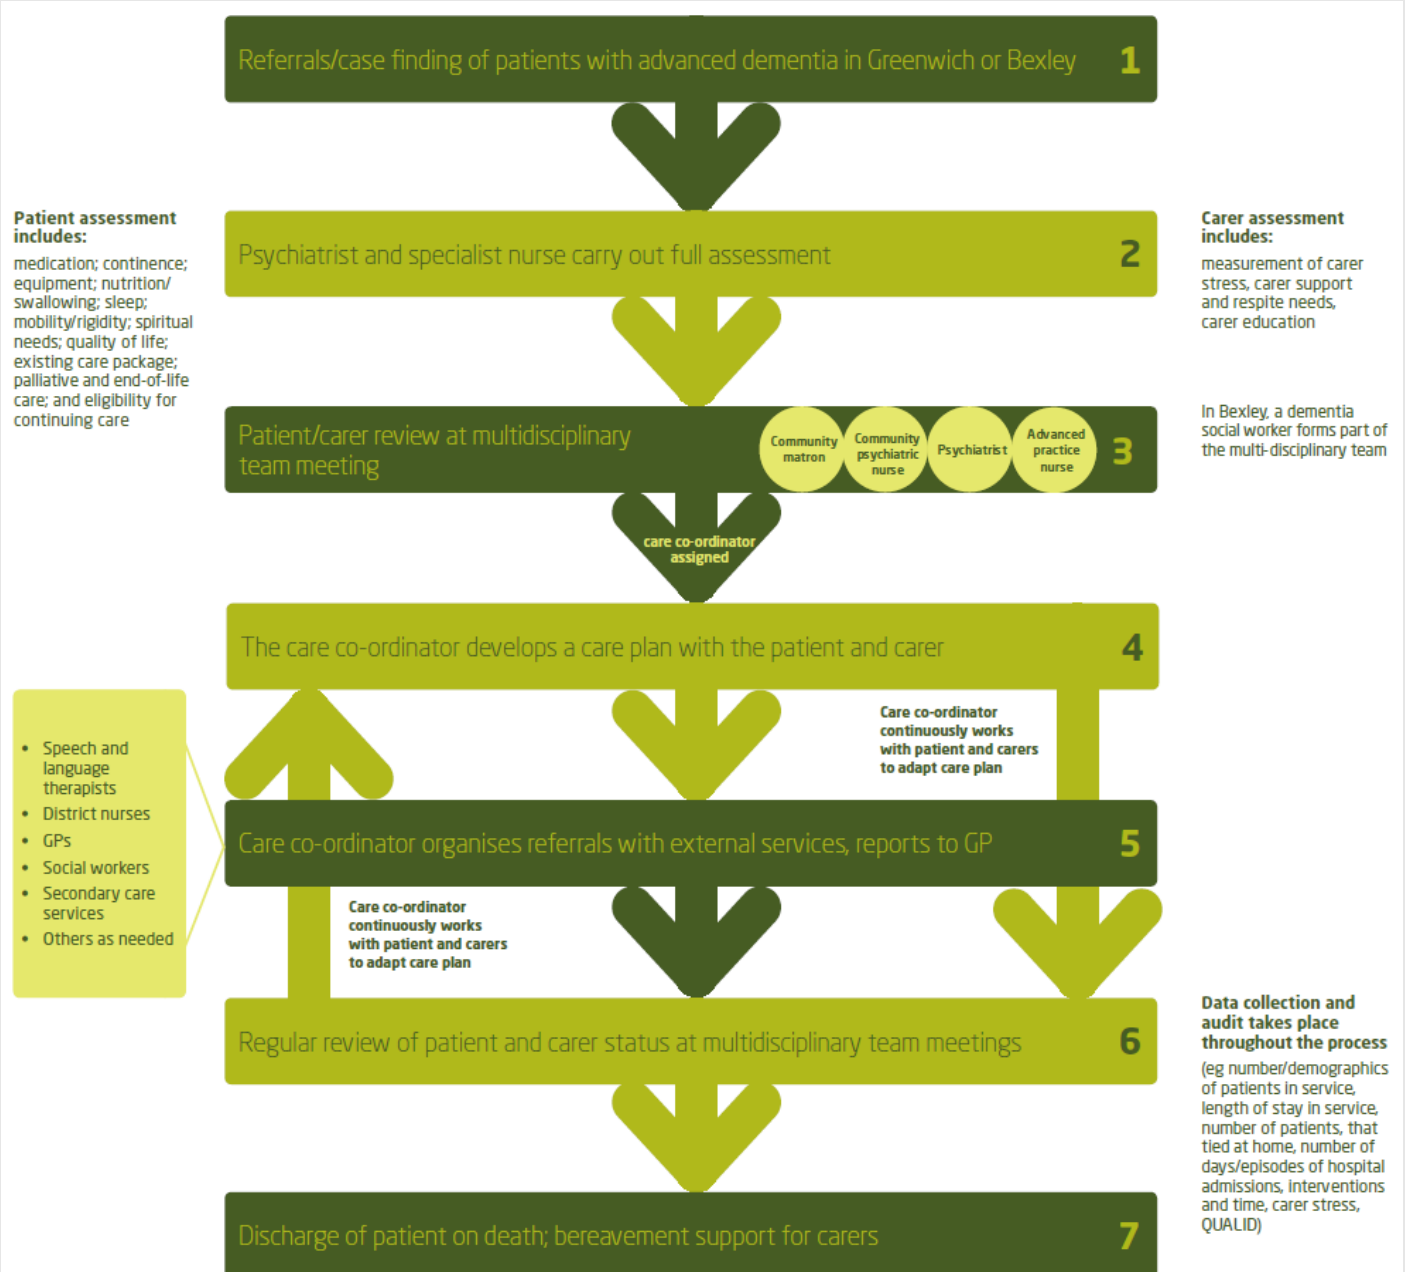 Referrals/case finding of patients with advanced dementia in Greenwich or Bexley 1
Patient assessment
includes:
medication; continence;
equipment; nutrition/
swallowing; sleep;
mobility/rigidity; spiritual
needs; quality of life;
existing care package;
palliative and end-of-life
care; and eligibility for
continuing care
Psychiatrist and specialist nurse carry out full assessment 2
Carer assessment
includes:
measurement of carer
stress, carer support
and respite needs,
carer education
Patient/carer review at multidisciplinary
team meeting
Community
matron
Community
psychiatric
nurse
Psychiatrist
Advanced
practice
nurse
3
In Bexley, a dementia
social worker forms part of
the multi-disciplinary team
care co-ordinator
assigned
The care co-ordinator develops a care plan with the patient and carer 4
Care co-ordinator
continuously works
with patient and carers
to adapt care plan
• Speech and
language
therapists
• District nurses
• GPs
• Social workers
• Secondary care
services
• Others as needed
Care co-ordinator organises referrals with external services, reports to GP 5
Care co-ordinator
continuously works
with patient and carers
to adapt care plan
Regular review of patient and carer status at multidisciplinary team meetings 6
Data collection and
audit takes place
throughout the process
(eg number/demographics
of patients in service,
length of stay in service,
number of patients, that
tied at home, number of
days/episodes of hospital
admissions, interventions
and time, carer stress,
QUALID)
Discharge of patient on death; bereavement support for carers 7